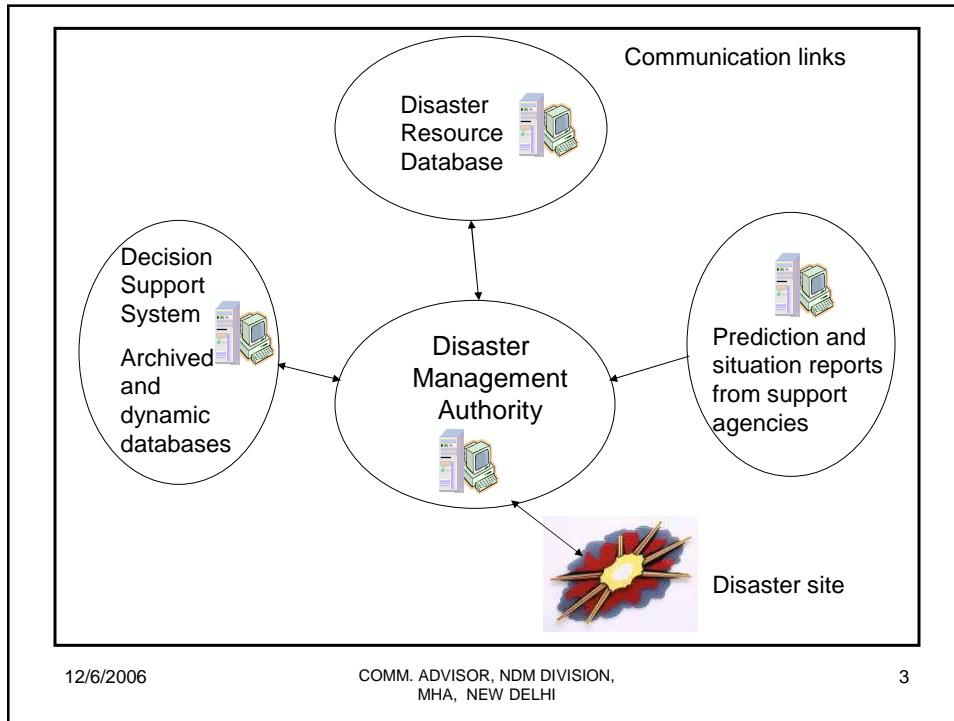 Communication links
Disaster
Resource
Database
Decision
Support
System
Archived
and
dynamic
databases
Disaster
Management
Authority
Prediction and
situation reports
from support
agencies
Disaster site
12/6/2006
COMM. ADVISOR, NDM DIVISION,
MHA, NEW DELHI
3